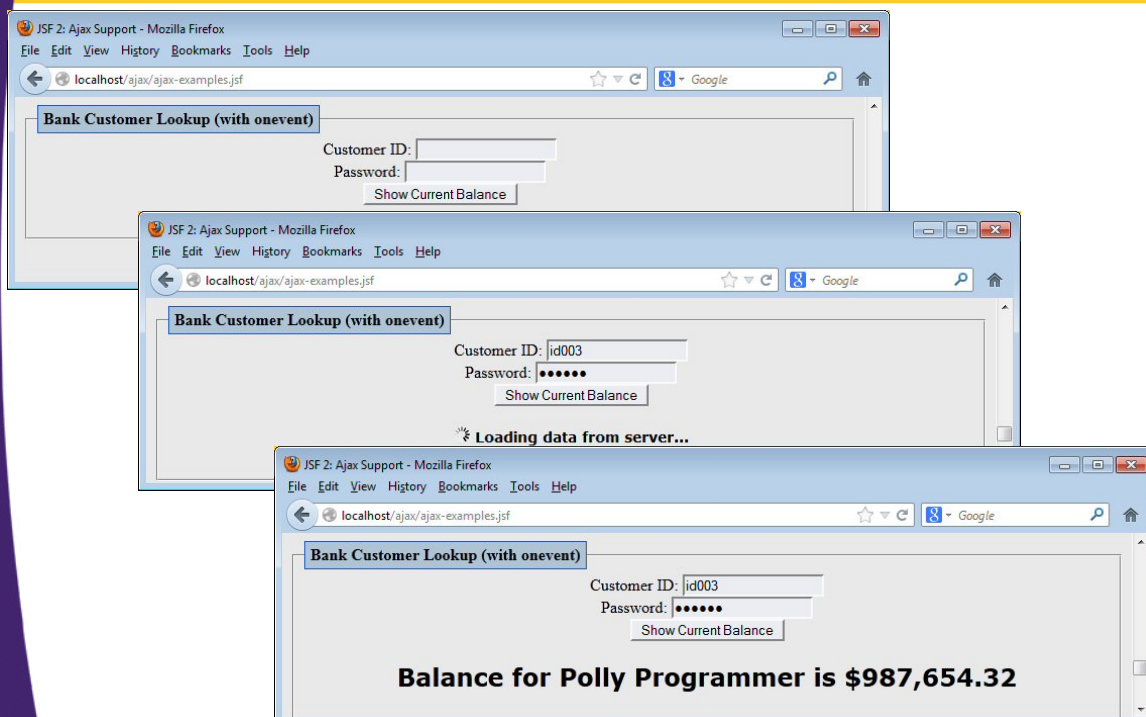 JSF 2: Ajax Support - Mozilla Firefox
File Edit View History Bookmarks Tools Help
localhost/ajax/ajax-examples.jsf
Google
Bank Customer Lookup (with onevent)
Customer ID:
Password:
Show Current Balance
JSF 2: Ajax Support - Mozilla Firefox
File Edit View History Bookmarks Tools Help
localhost/ajax/ajax-examples.jsf
Google
Bank Customer Lookup (with onevent)
Customer ID: id003
Password: ••••••
Show Current Balance
Loading data from server...
JSF 2: Ajax Support - Mozilla Firefox
File Edit View History Bookmarks Tools Help
localhost/ajax/ajax-examples.jsf
Google
Bank Customer Lookup (with onevent)
Customer ID: id003
Password: ••••••
Show Current Balance
Balance for Polly Programmer is $987,654.32